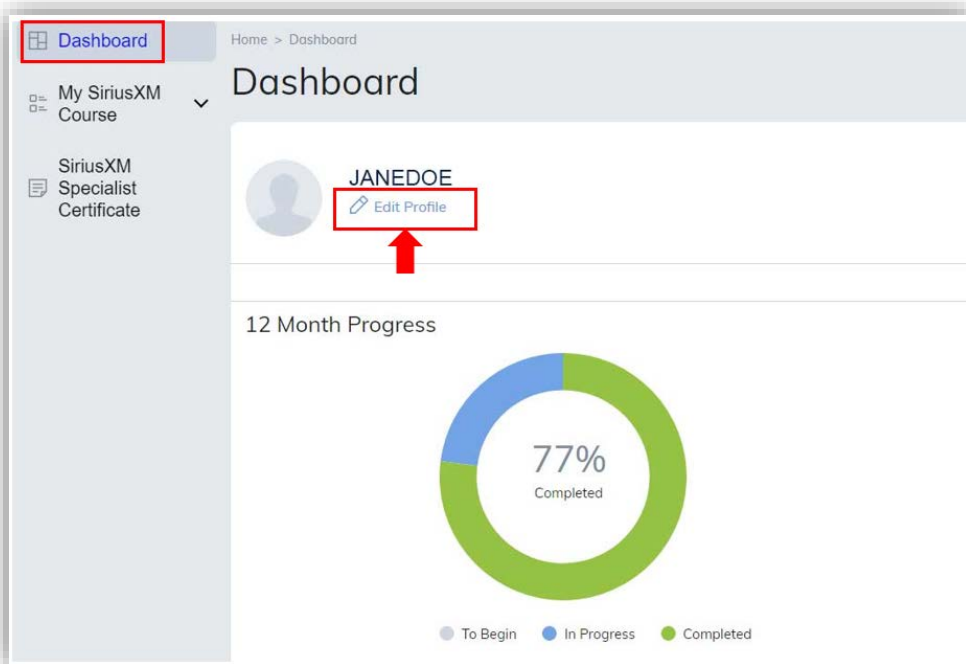 Dashboard
My SiriusXM
Course
SiriusXM
Specialist
Certificate
Home > Dashboard
Dashboard
JANEDOE
Edit Profile
12 Month Progress
77%
Completed
To Begin In Progress Completed